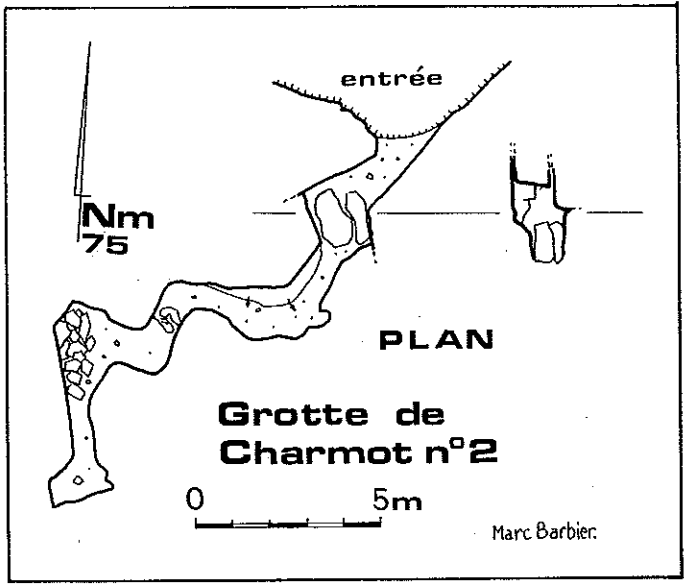 entrée
Nm
75
PLAN
Grotte de
Charmot n°2
0 5m
Marc Barbier.